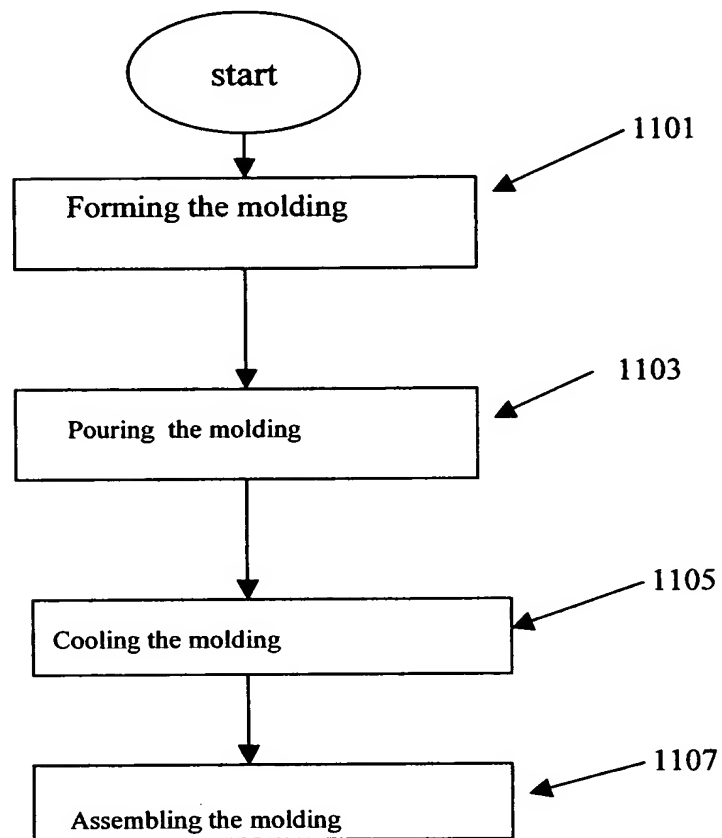 start
1101
Forming the molding
1103
Pouring the molding
1105
Cooling the molding
1107
Assembling the molding